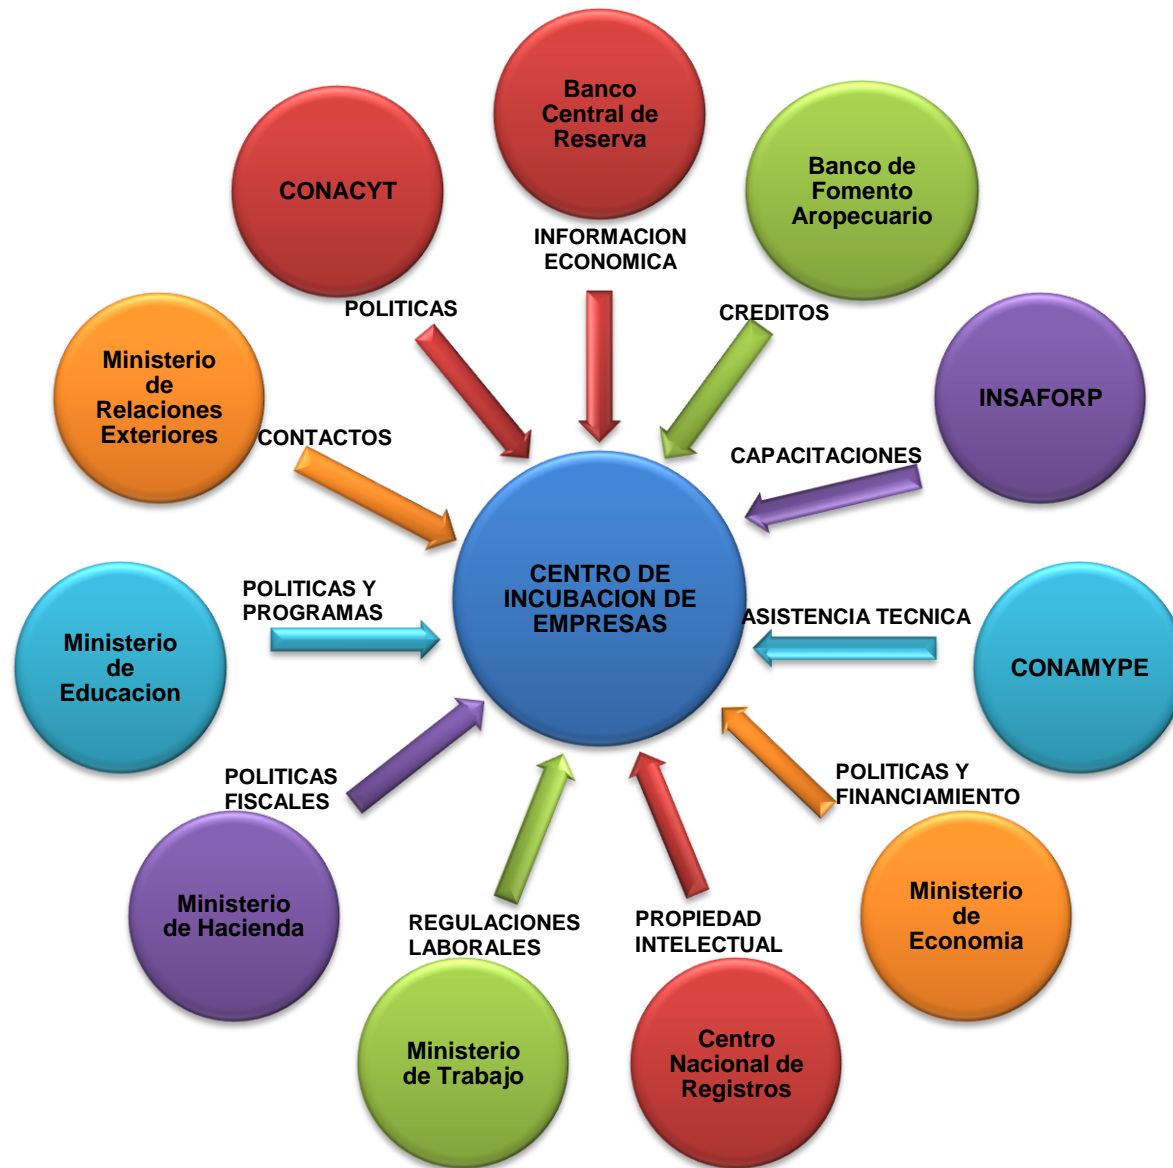 Banco
Central de
Reserva
INFORMACION
ECONOMICA
Banco de
Fomento
Aropecuario
CREDITOS
INSAFORP
CAPACITACIONES
CONAMYPE
ASISTENCIA TECNICA
Ministerio
de
Economia
POLITICAS Y
FINANCIAMIENTO
Centro
Nacional de
Registros
PROPIEDAD
INTELECTUAL
Ministerio
de Trabajo
REGULACIONES
LABORALES
Ministerio
de Hacienda
POLITICAS
FISCALES
Ministerio
de
Educacion
POLITICAS Y
PROGRAMAS
Ministerio
de
Relaciones
Exteriores
CONTACTOS
CONACYT
POLITICAS
CENTRO DE
INCUBACION DE
EMPRESAS